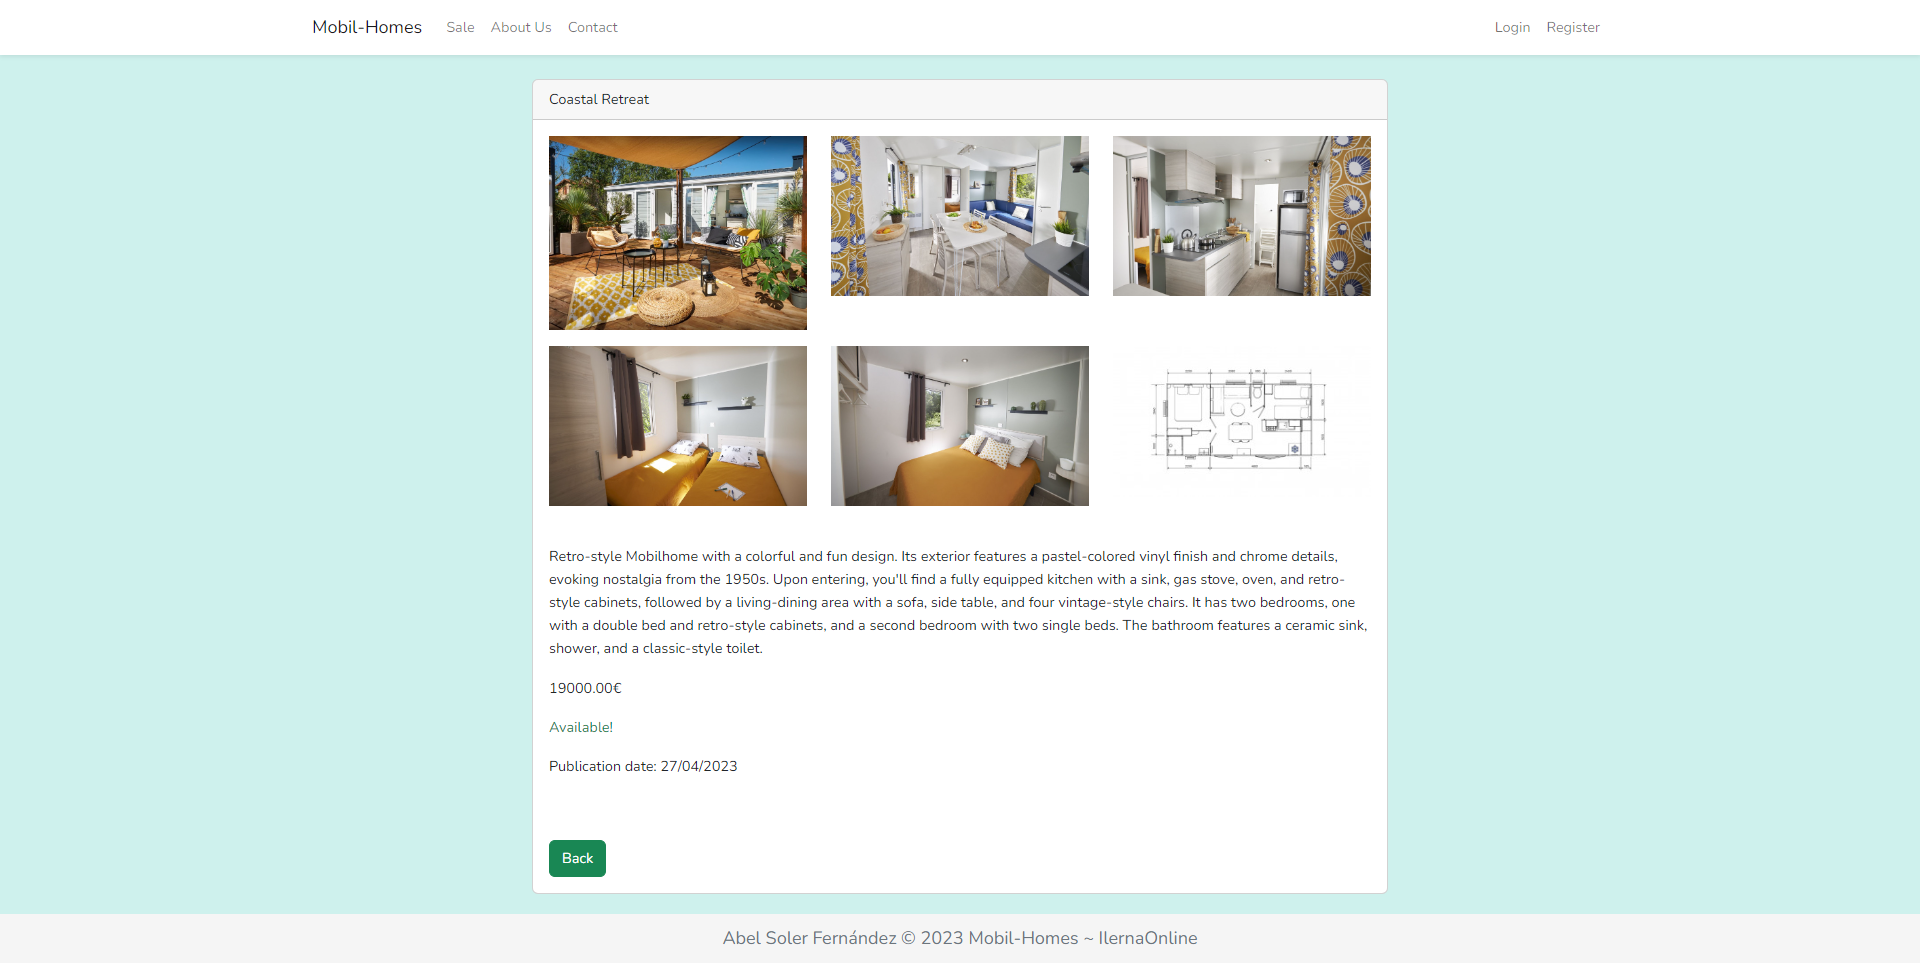 Mobil-Homes Sale About Us Contact Login Register
Coastal Retreat
Retro-style Mobilhome with a colorful and fun design. Its exterior features a pastel-colored vinyl finish and chrome details,
evoking nostalgia from the 1950s. Upon entering, you'll find a fully equipped kitchen with a sink, gas stove, oven, and retro-
style cabinets, followed by a living-dining area with a sofa, side table, and four vintage-style chairs. It has two bedrooms, one
with a double bed and retro-style cabinets, and a second bedroom with two single beds. The bathroom features a ceramic sink,
shower, and a classic-style toilet.
19000.00€
Available!
Publication date: 27/04/2023
Back
Abel Soler Fernández © 2023 Mobil-Homes ~ IlernaOnline